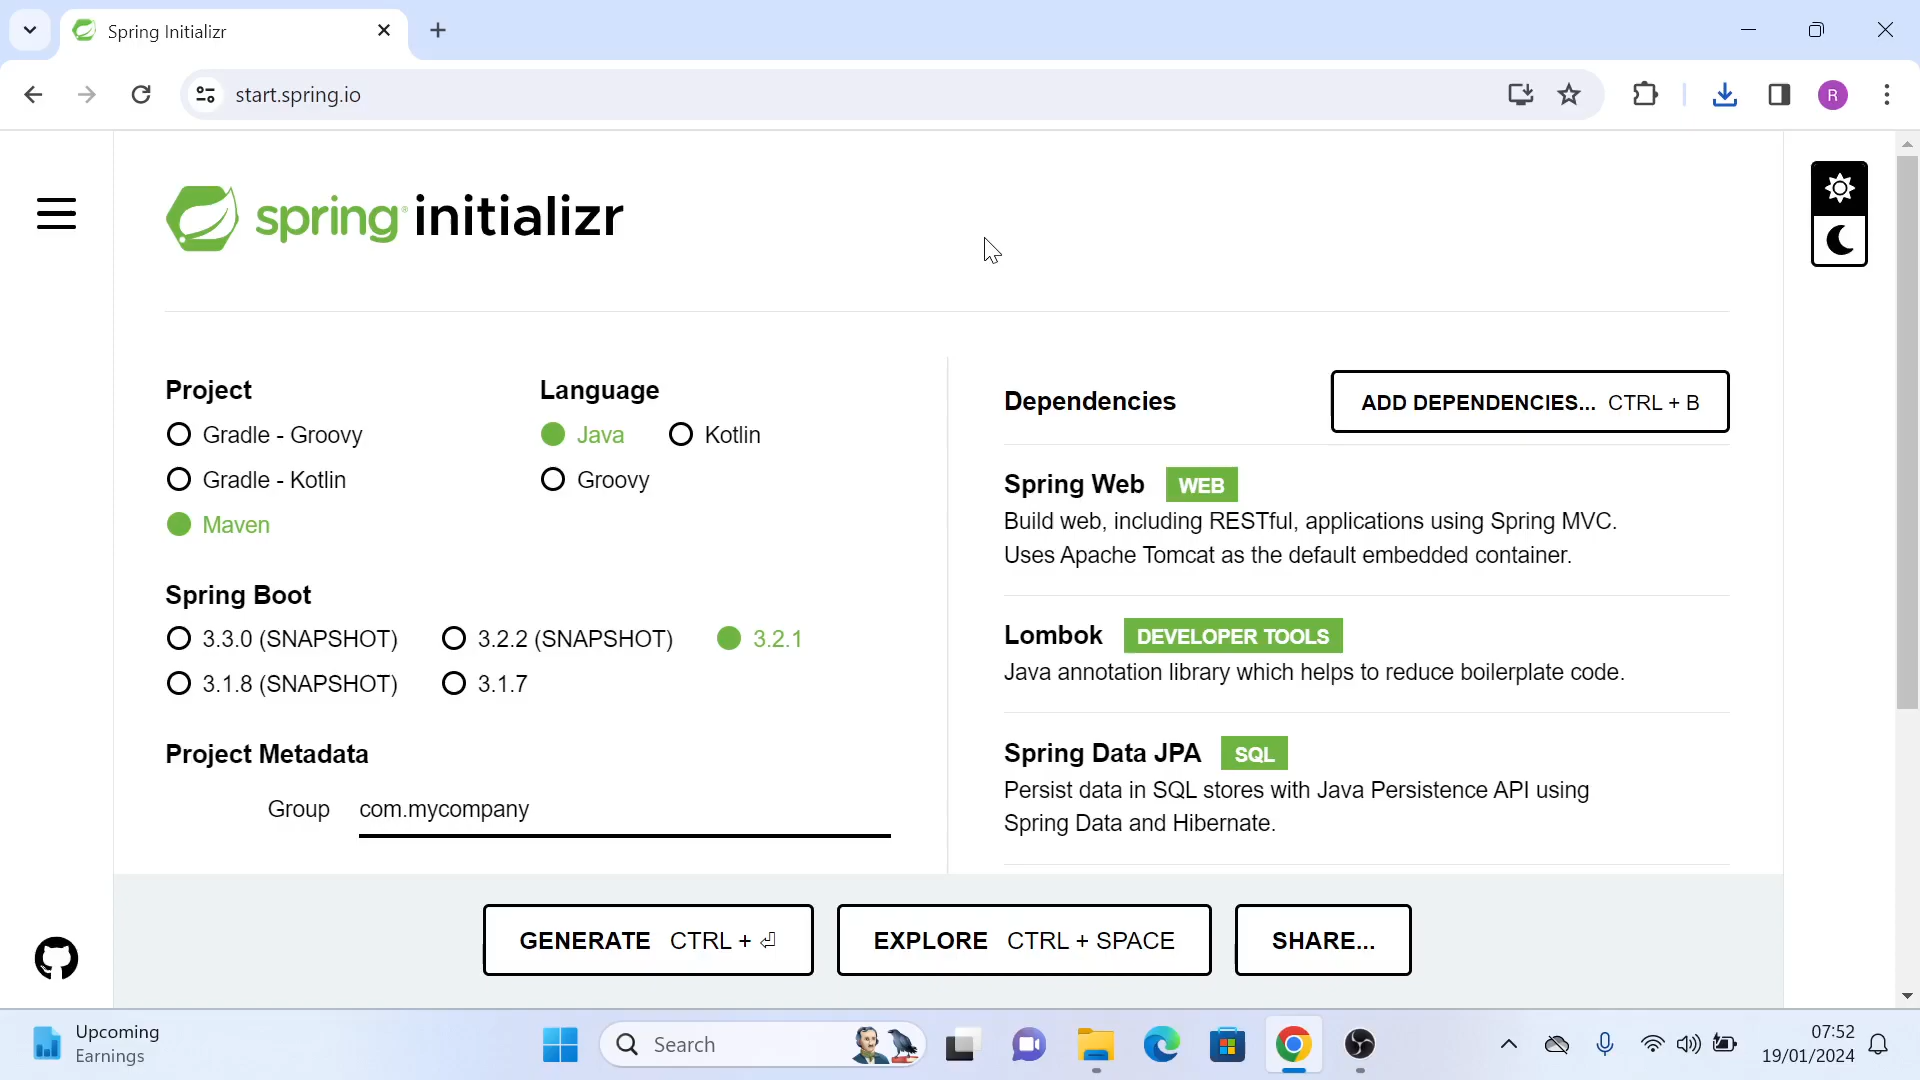 Spring Initializr
start.spring.io
R
spring initializr
Project
Language
Dependencies
ADD DEPENDENCIES... CTRL + B
Gradle - Groovy
Java
Kotlin
Gradle - Kotlin
Groovy
Maven
Spring Web WEB
Build web, including RESTful, applications using Spring MVC.
Uses Apache Tomcat as the default embedded container.
Spring Boot
3.3.0 (SNAPSHOT)
3.2.2 (SNAPSHOT)
3.2.1
3.1.8 (SNAPSHOT)
3.1.7
Lombok DEVELOPER TOOLS
Java annotation library which helps to reduce boilerplate code.
Project Metadata
Group com.mycompany
Spring Data JPA SQL
Persist data in SQL stores with Java Persistence API using
Spring Data and Hibernate.
GENERATE CTRL + ⏎
EXPLORE CTRL + SPACE
SHARE...
Upcoming
Earnings
Search
07:52
19/01/2024